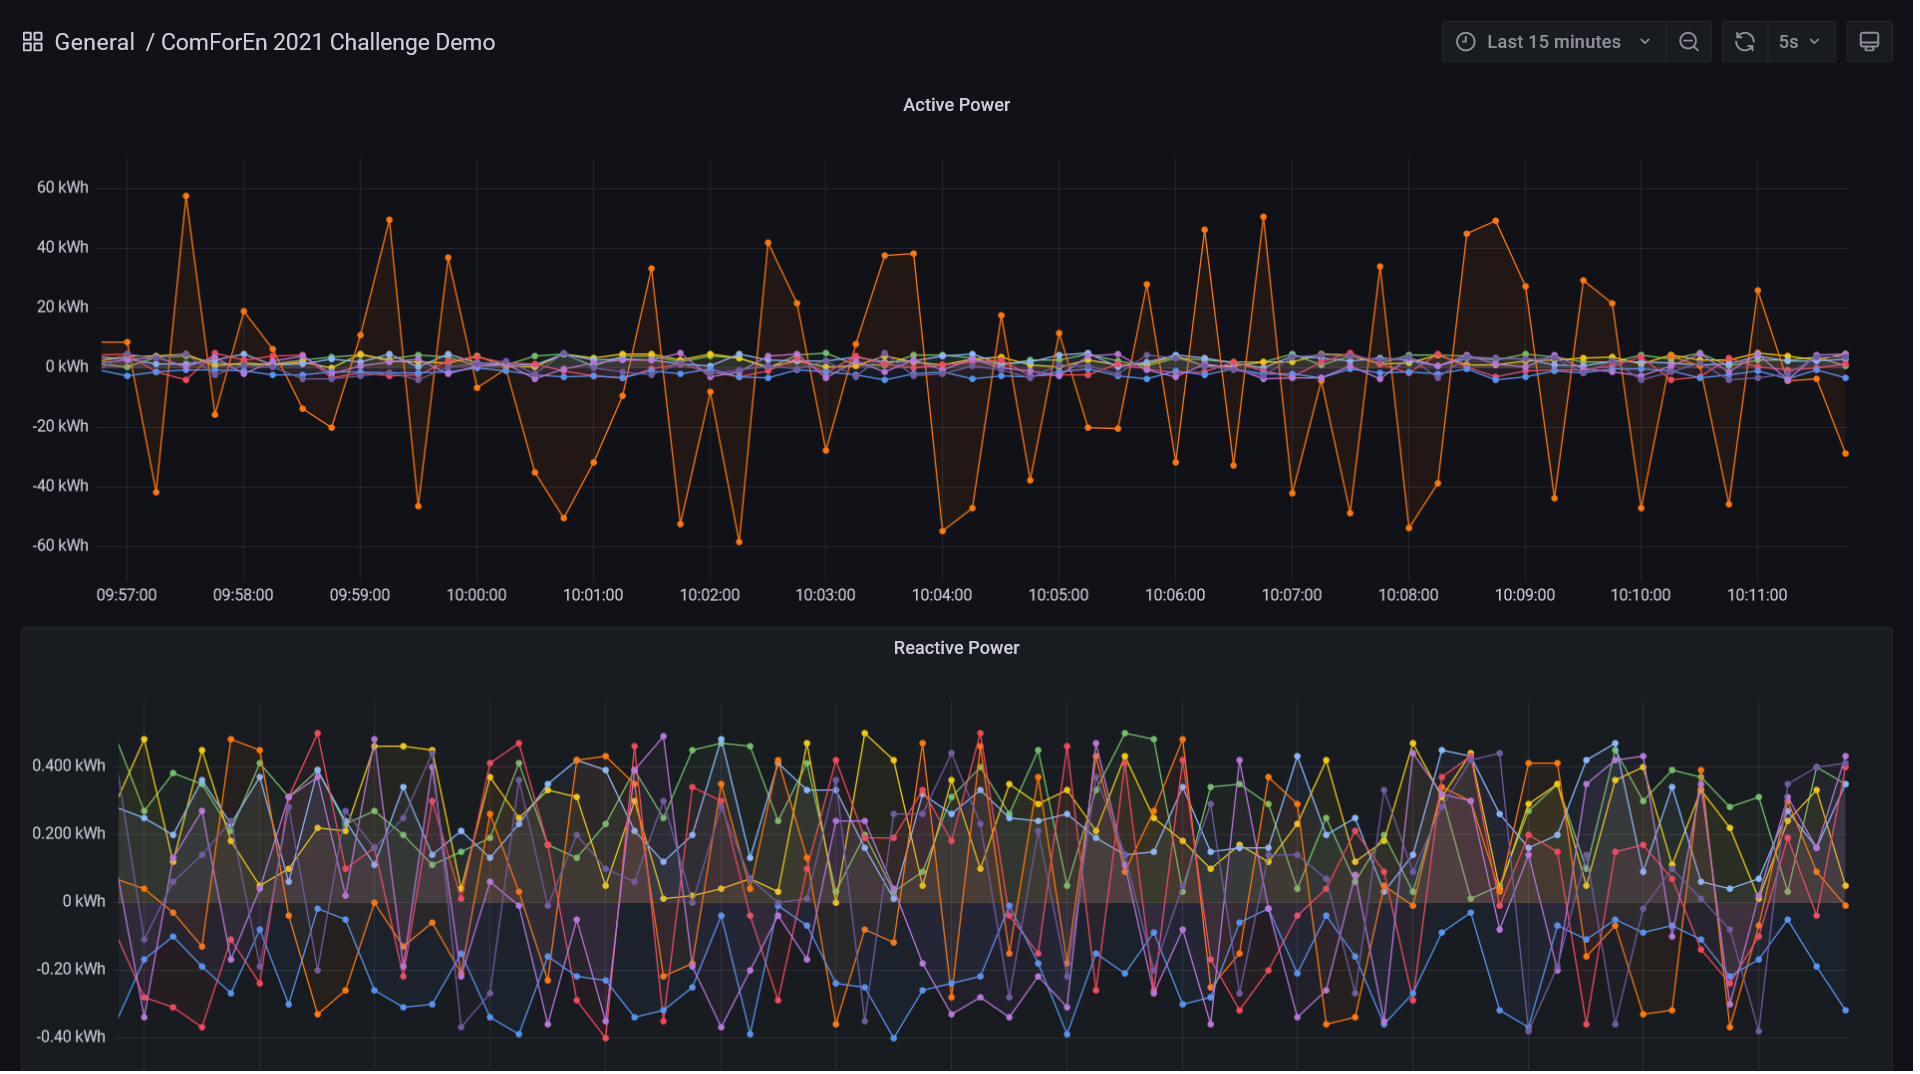 General / ComForEn 2021 Challenge Demo
Last 15 minutes
5s
Active Power
60 kWh
40 kWh
20 kWh
0 kWh
-20 kWh
-40 kWh
-60 kWh
09:57:00 09:58:00 09:59:00 10:00:00 10:01:00 10:02:00 10:03:00 10:04:00 10:05:00 10:06:00 10:07:00 10:08:00 10:09:00 10:10:00 10:11:00
Reactive Power
0.400 kWh
0.200 kWh
0 kWh
-0.20 kWh
-0.40 kWh